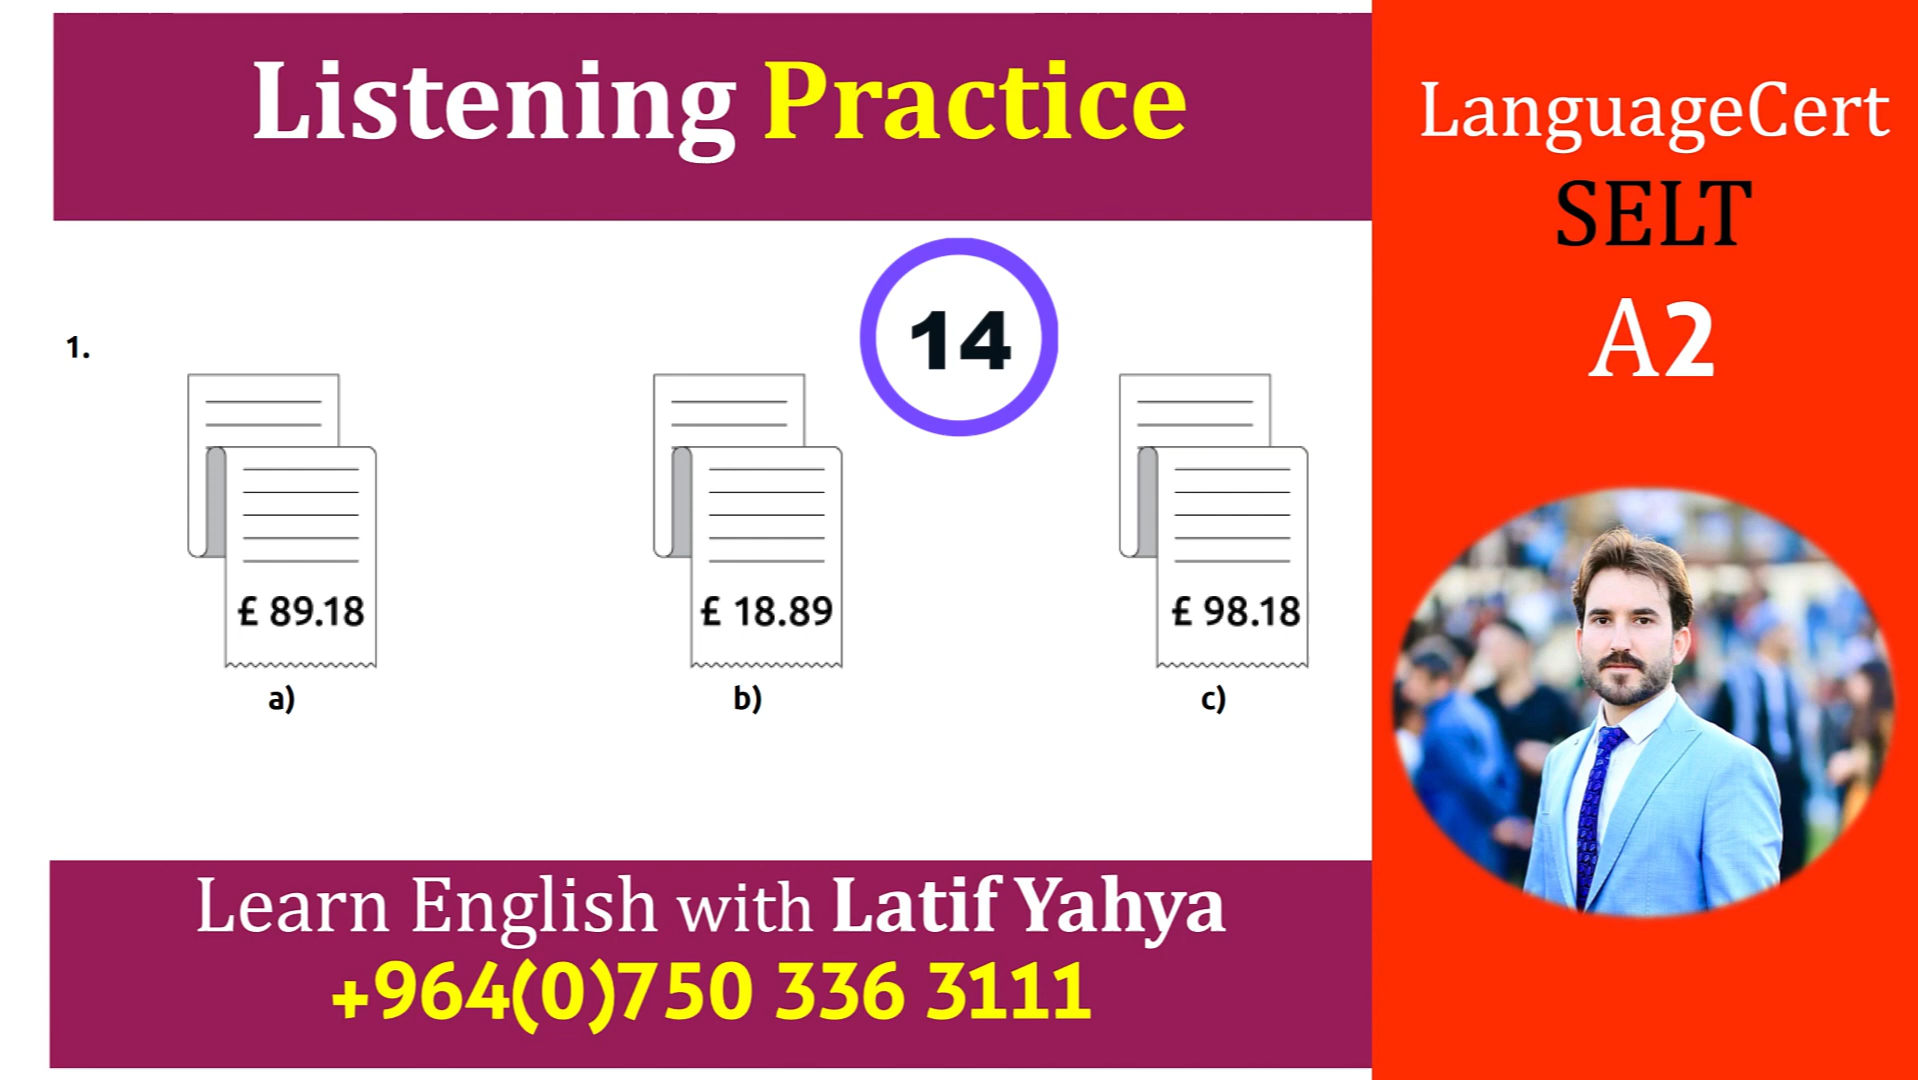 Listening Practice
14
1.
£ 89.18
£ 18.89
£ 98.18
a)
b)
c)
Learn English with Latif Yahya
+964(0)750 336 3111
LanguageCert
SELT
A2